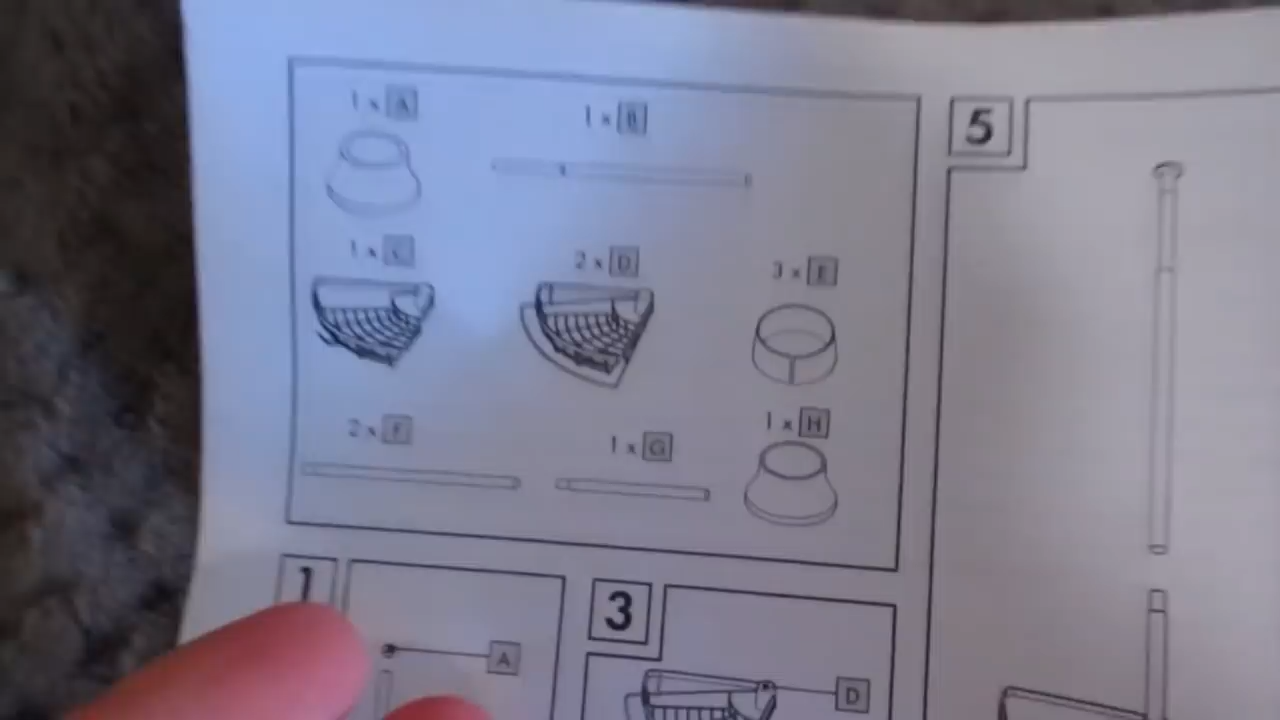 1 x A
1 x B
1 x C
2 x D
3 x E
2 x F
1 x G
1 x H
1
A
3
D
5